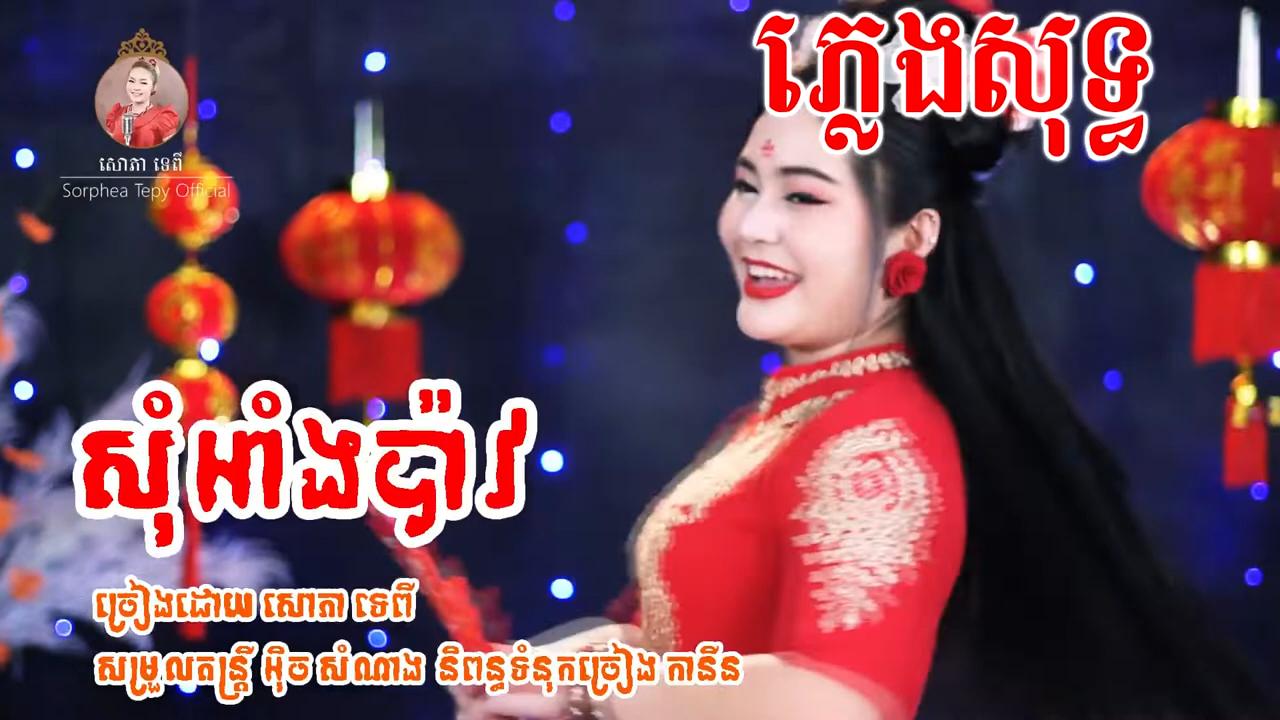 ភ្លេងសុទ្ធ
សោភា ទេពី
Sorphea Tepy Official
សុំអាំងប៉ាវ
ច្រៀងដោយ សោភា ទេពី
សម្រួលតន្ត្រី អ៊ិច សំណាង និពន្ធទំនុកច្រៀង កានីន